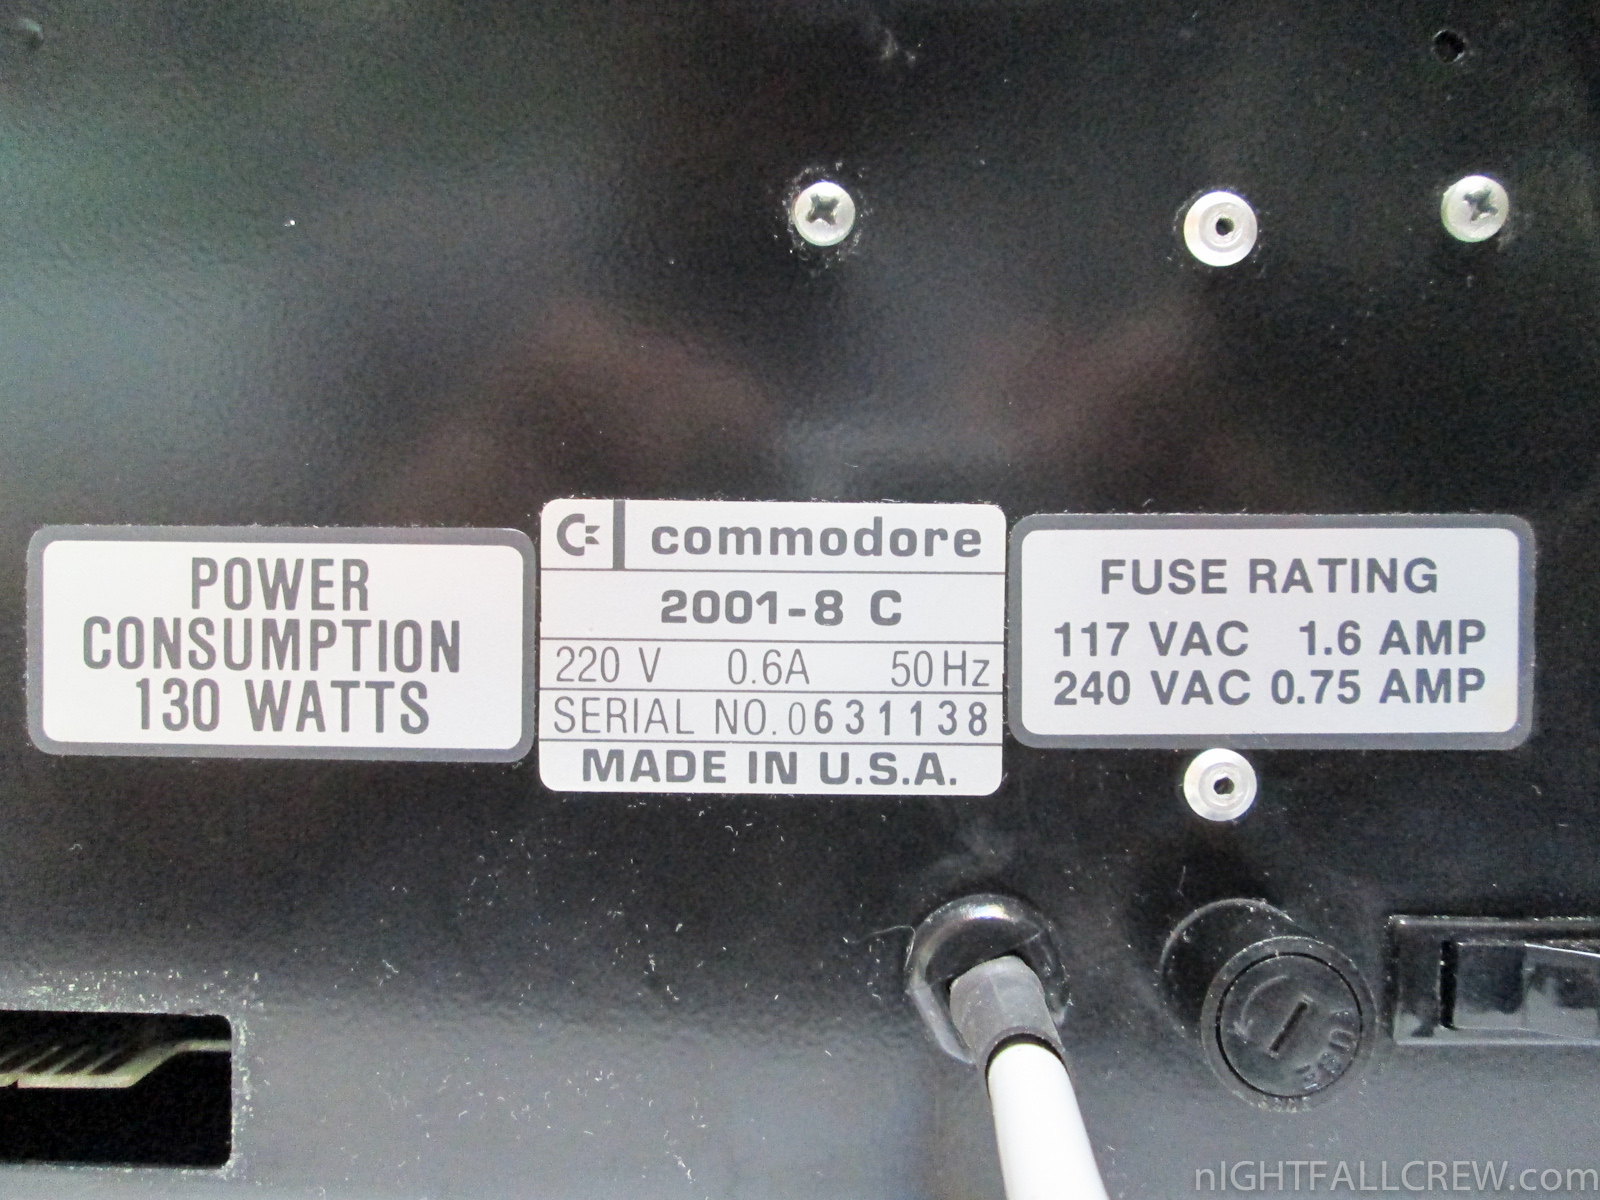 POWER
CONSUMPTION
130 WATTS
commodore
2001-8 C
220 V 0.6A 50Hz
SERIAL NO. 0631138
MADE IN U.S.A.
FUSE RATING
117 VAC 1.6 AMP
240 VAC 0.75 AMP
FUSE
nIGHTFALLCREW.com